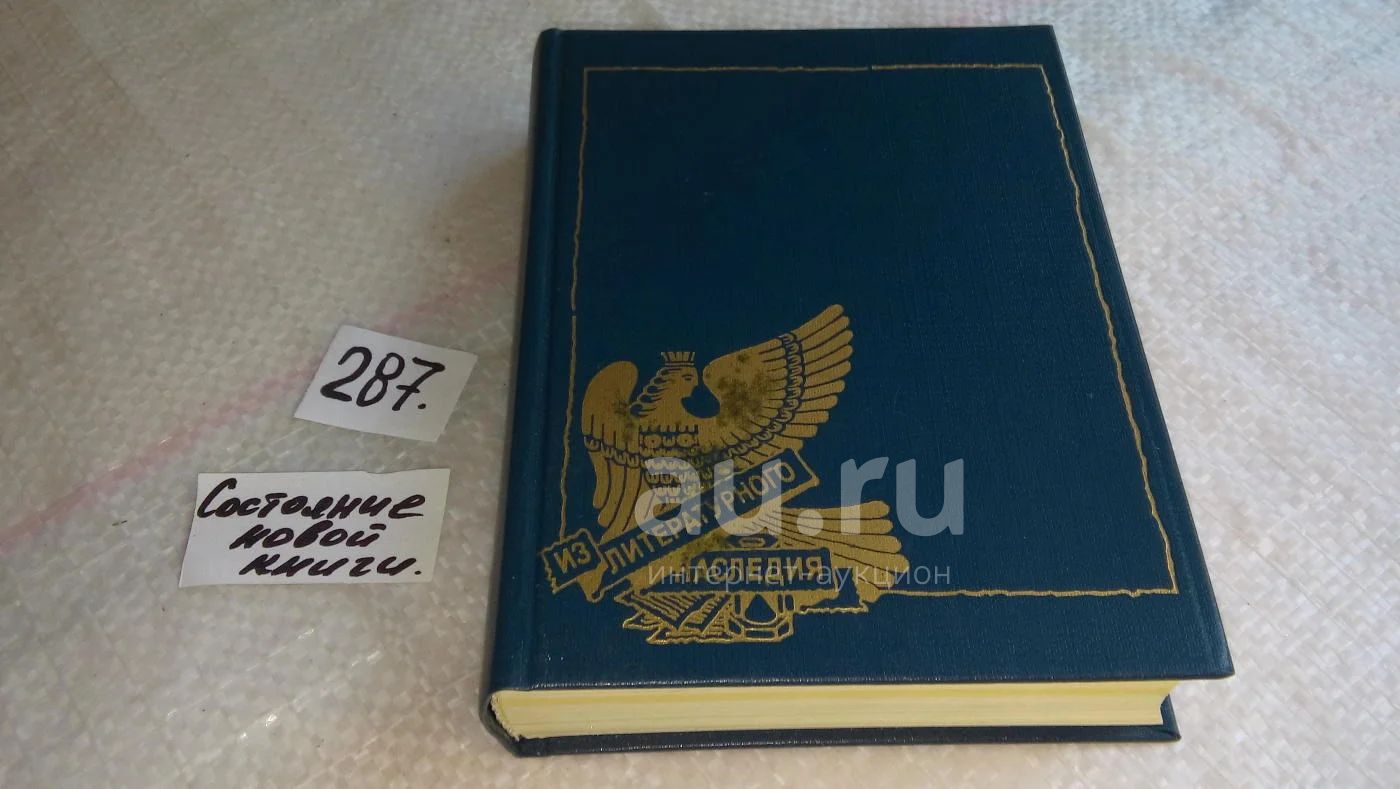 287.
Состояние
новой
книги.
ИЗ
ЛИТЕРАТУРНОГО
НАСЛЕДИЯ
au.ru
интернет-аукцион